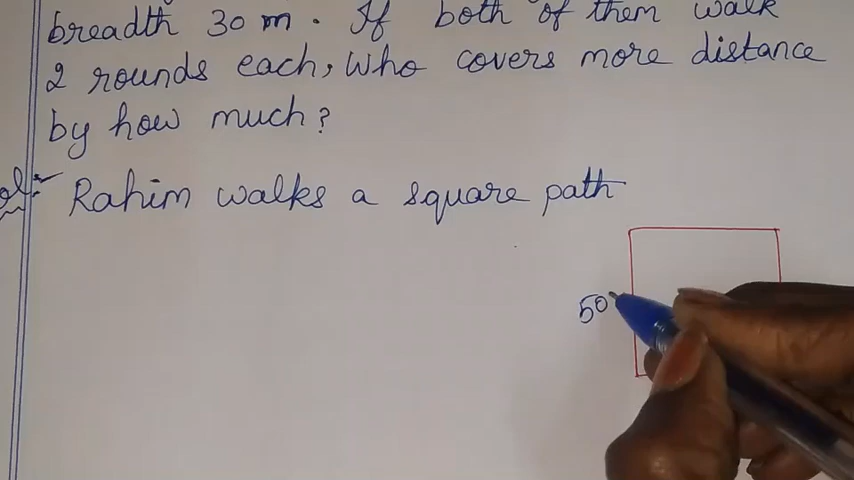 breadth 30 m. If both of them walk
2 rounds each, Who covers more distance
by how much?
Sol:- Rahim walks a square path
50